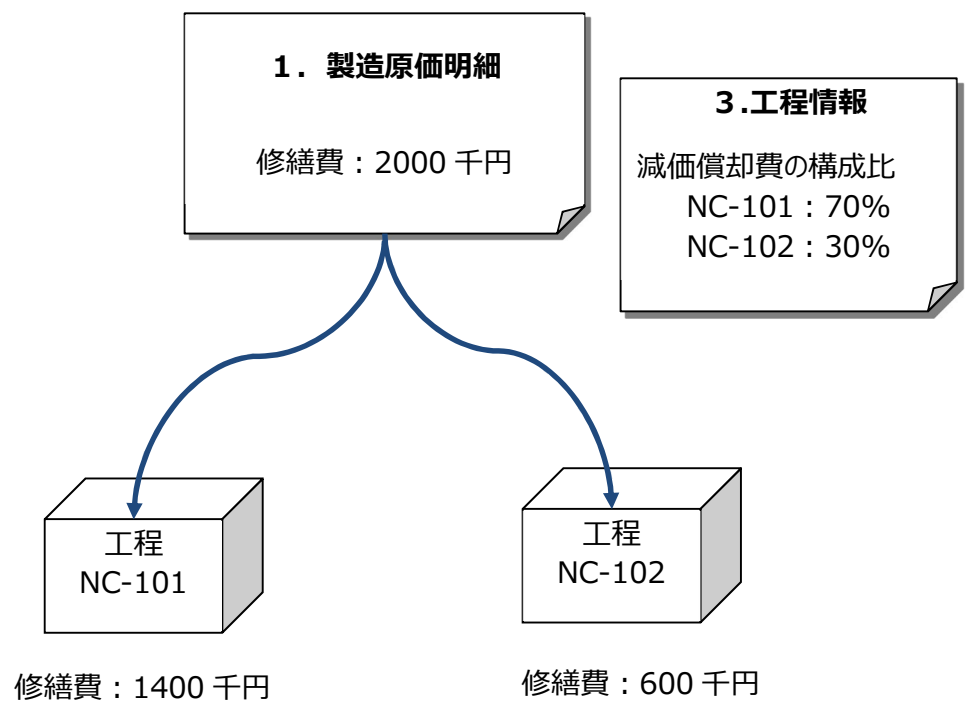 １．製造原価明細
修繕費：2000 千円
３.工程情報
減価償却費の構成比
NC-101：70%
NC-102：30%
工程
NC-101
工程
NC-102
修繕費：1400 千円
修繕費：600 千円